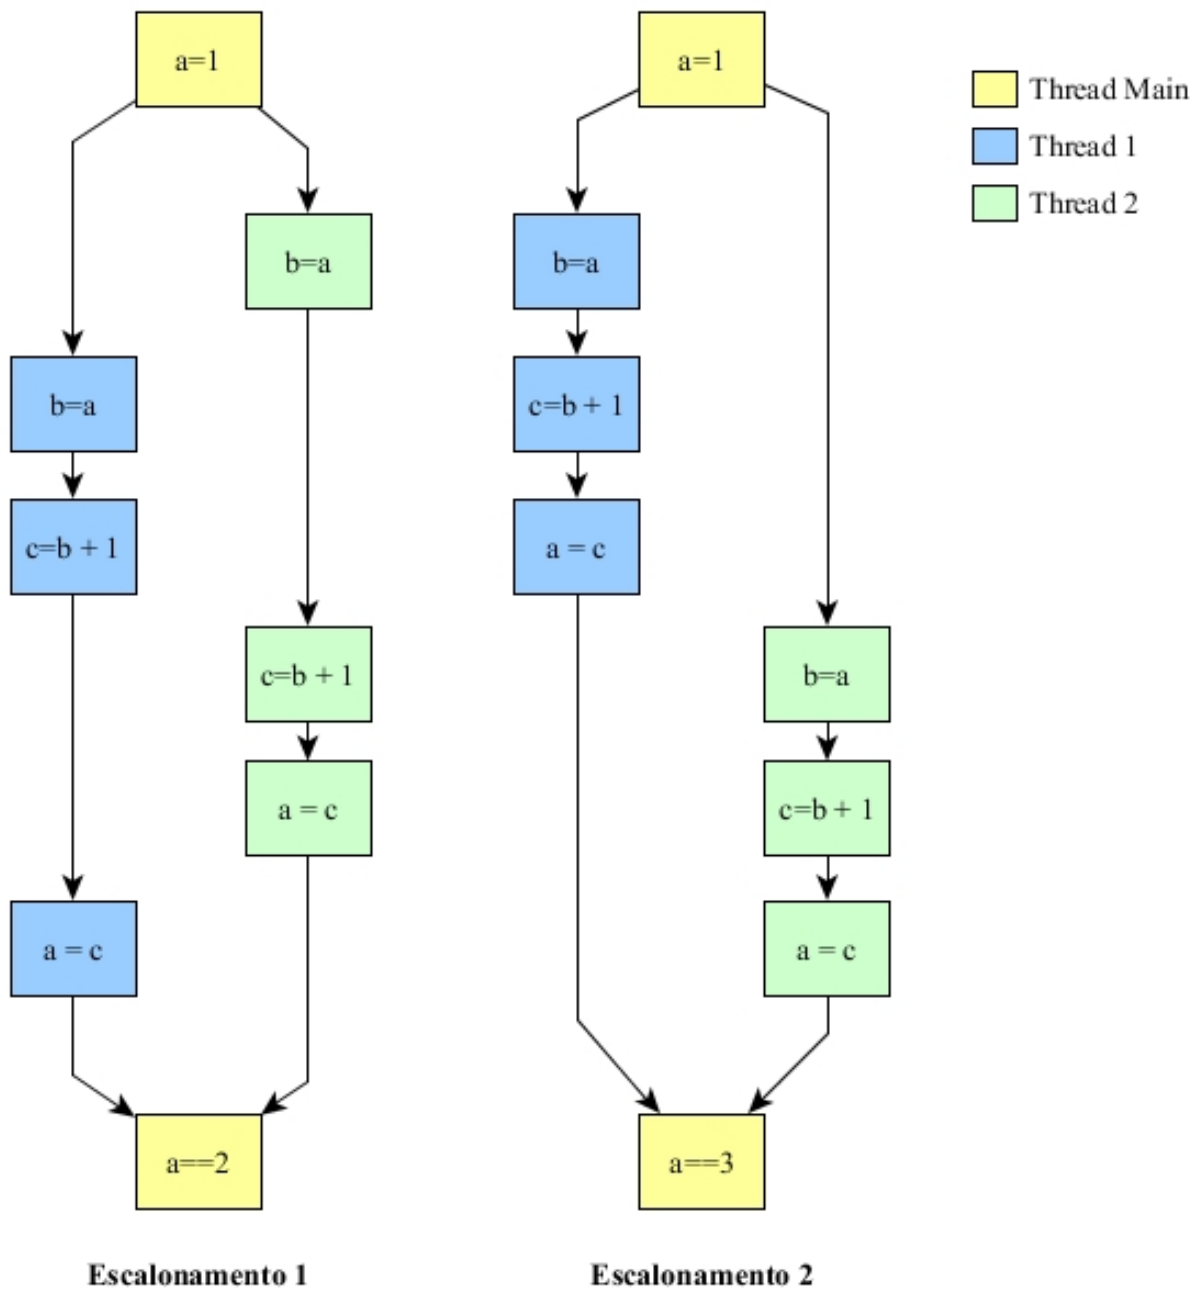 a=1
a=1
Thread Main
Thread 1
Thread 2
b=a
b=a
b=a
c=b + 1
c=b + 1
a = c
c=b + 1
b=a
a = c
c=b + 1
a = c
a = c
a==2
a==3
Escalonamento 1
Escalonamento 2